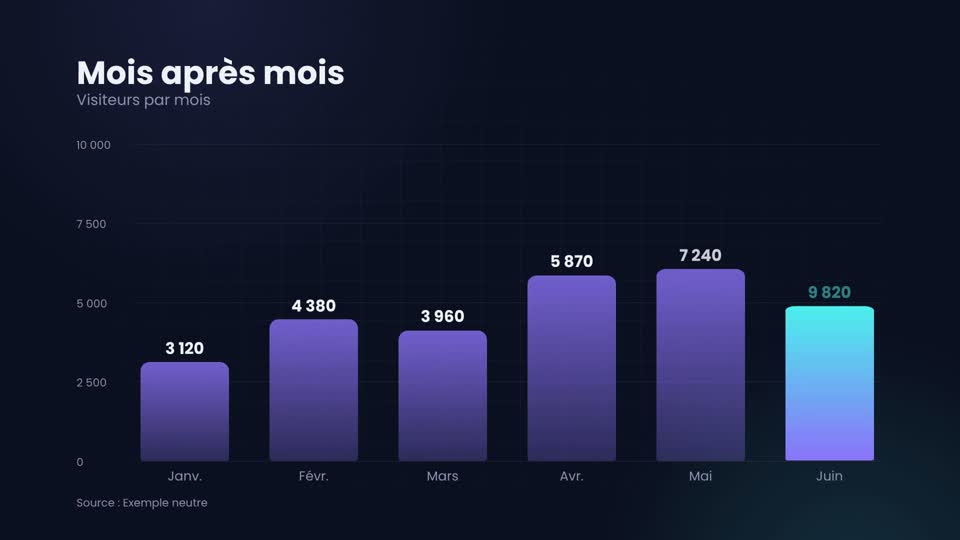 Mois après mois
Visiteurs par mois
10 000
7 500
5 000
2 500
0
3 120
4 380
3 960
5 870
7 240
9 820
Janv.
Févr.
Mars
Avr.
Mai
Juin
Source : Exemple neutre